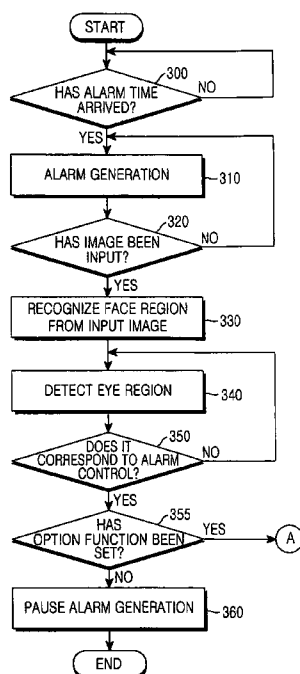 START
300
HAS ALARM TIME
ARRIVED?
NO
YES
ALARM GENERATION
310
320
HAS IMAGE BEEN
INPUT?
NO
YES
RECOGNIZE FACE REGION
FROM INPUT IMAGE
330
DETECT EYE REGION
340
350
DOES IT
CORRESPOND TO ALARM
CONTROL?
NO
YES
355
HAS
OPTION FUNCTION BEEN
SET?
YES
A
NO
PAUSE ALARM GENERATION
360
END